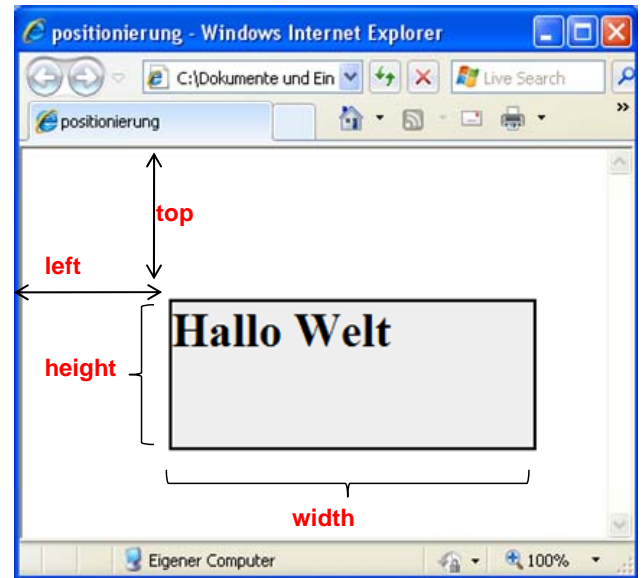 positionierung - Windows Internet Explorer
C:\Dokumente und Ein
Live Search
positionierung
»
top
left
Hallo Welt
height
width
Eigener Computer
100%